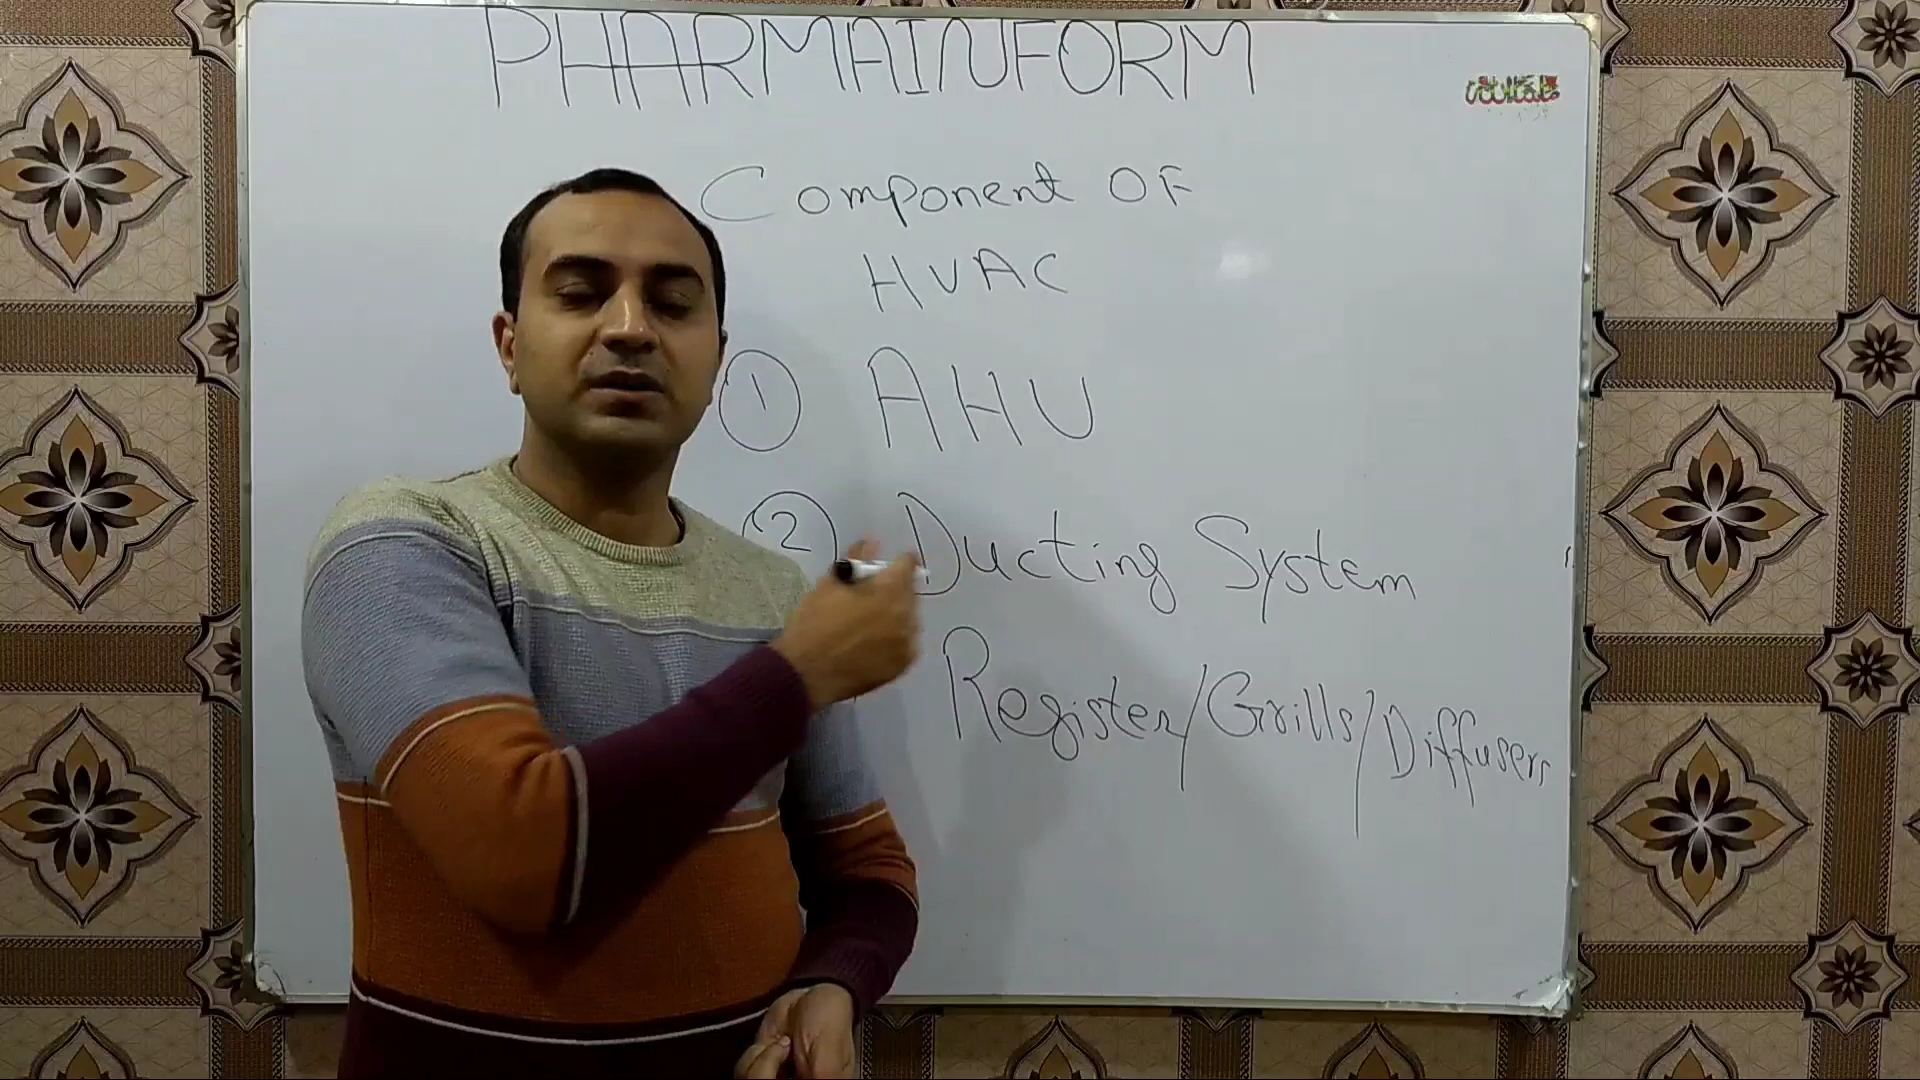 PHARMAINFORM
Component OF
HVAC
1 AHU
2 Ducting System
Register/Grills/Diffusers